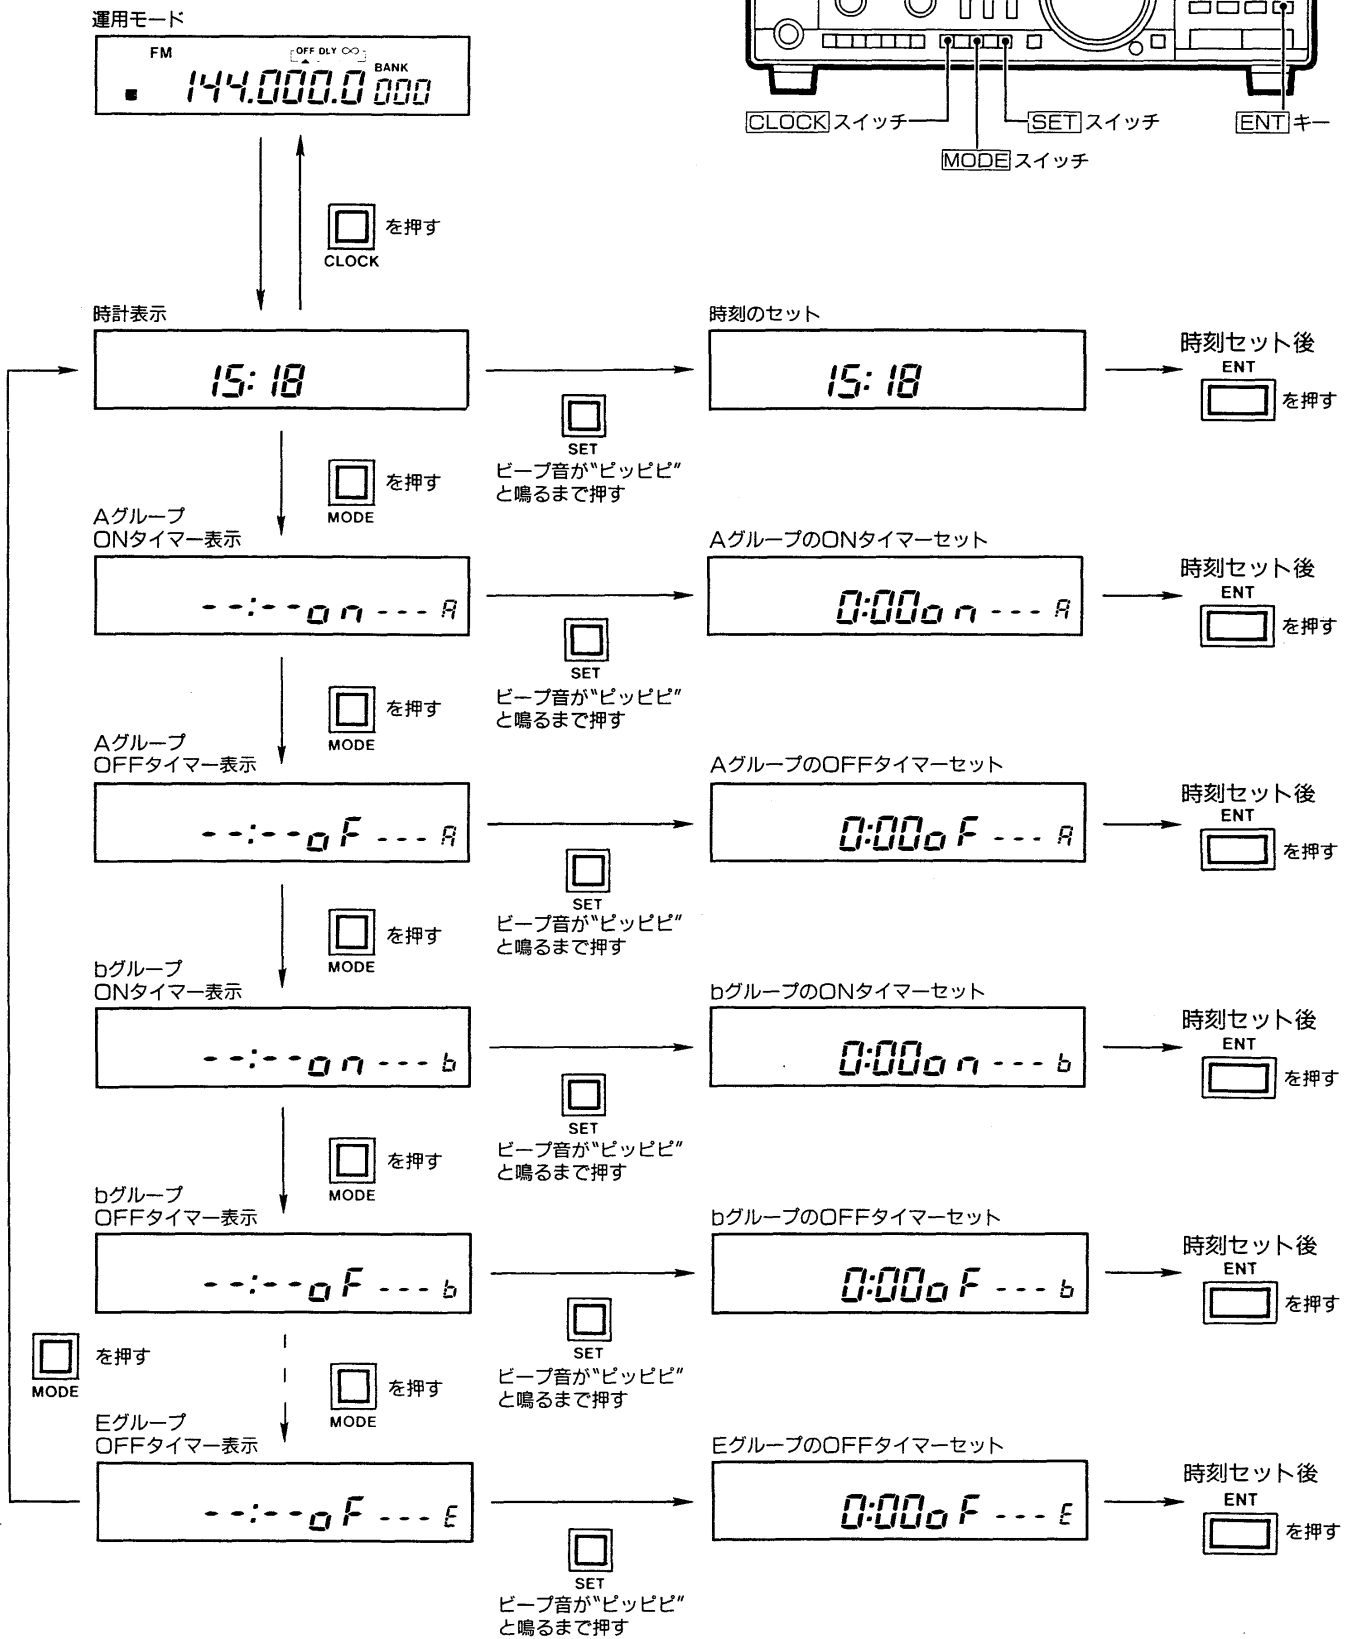 運用モード
FM
OFF DLY ∞
144.000.0
BANK
000
CLOCK スイッチ
SET スイッチ
ENT キー
MODE スイッチ
を押す
CLOCK
時計表示
15:18
SET
ビープ音が“ピッピピ”
と鳴るまで押す
時刻のセット
15:18
時刻セット後
ENT
を押す
を押す
MODE
Aグループ
ONタイマー表示
--:--on --- A
SET
ビープ音が“ピッピピ”
と鳴るまで押す
AグループのONタイマーセット
0:00on --- A
時刻セット後
ENT
を押す
を押す
MODE
Aグループ
OFFタイマー表示
--:--oF --- A
SET
ビープ音が“ピッピピ”
と鳴るまで押す
AグループのOFFタイマーセット
0:00oF --- A
時刻セット後
ENT
を押す
を押す
MODE
bグループ
ONタイマー表示
--:--on --- b
SET
ビープ音が“ピッピピ”
と鳴るまで押す
bグループのONタイマーセット
0:00on --- b
時刻セット後
ENT
を押す
を押す
MODE
bグループ
OFFタイマー表示
--:--oF --- b
SET
ビープ音が“ピッピピ”
と鳴るまで押す
bグループのOFFタイマーセット
0:00oF --- b
時刻セット後
ENT
を押す
を押す
MODE
を押す
MODE
Eグループ
OFFタイマー表示
--:--oF --- E
SET
ビープ音が“ピッピピ”
と鳴るまで押す
EグループのOFFタイマーセット
0:00oF --- E
時刻セット後
ENT
を押す